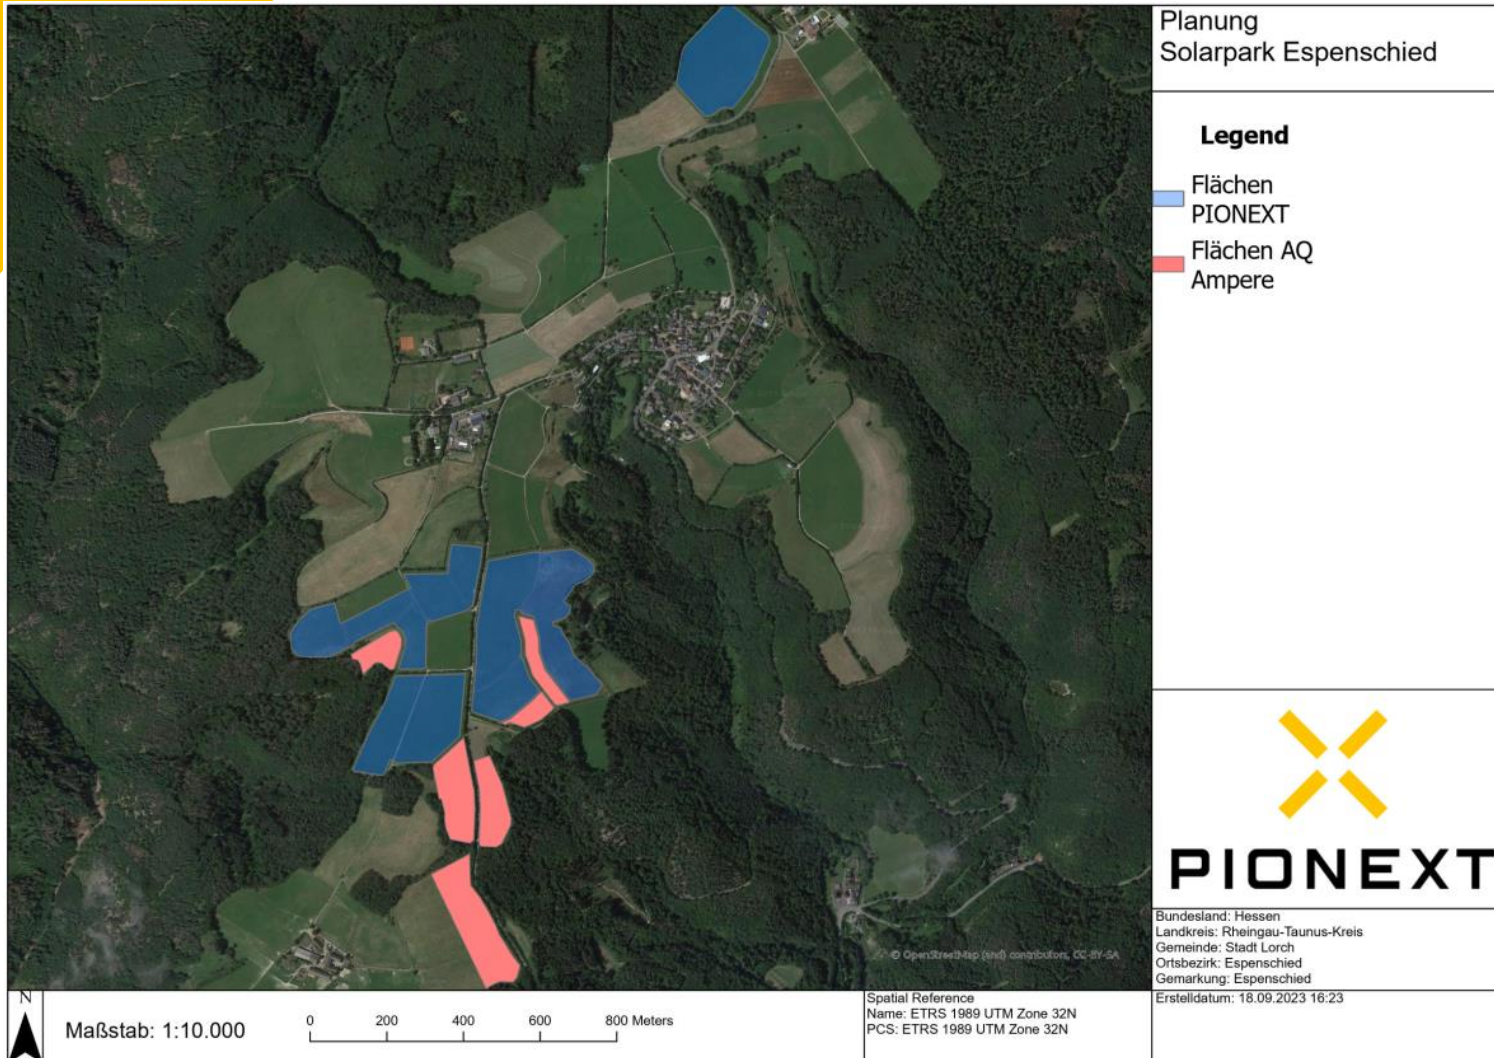 Planung
Solarpark Espenschied
Legend
Flächen
PIONEXT
Flächen AQ
Ampere
PIONEXT
Bundesland: Hessen
Landkreis: Rheingau-Taunus-Kreis
Gemeinde: Stadt Lorch
Ortsbezirk: Espenschied
Gemarkung: Espenschied
Erstelldatum: 18.09.2023 16:23
© OpenStreetMap (and) contributors, CC-BY-SA
N
Maßstab: 1:10.000
0 200 400 600 800 Meters
Spatial Reference
Name: ETRS 1989 UTM Zone 32N
PCS: ETRS 1989 UTM Zone 32N